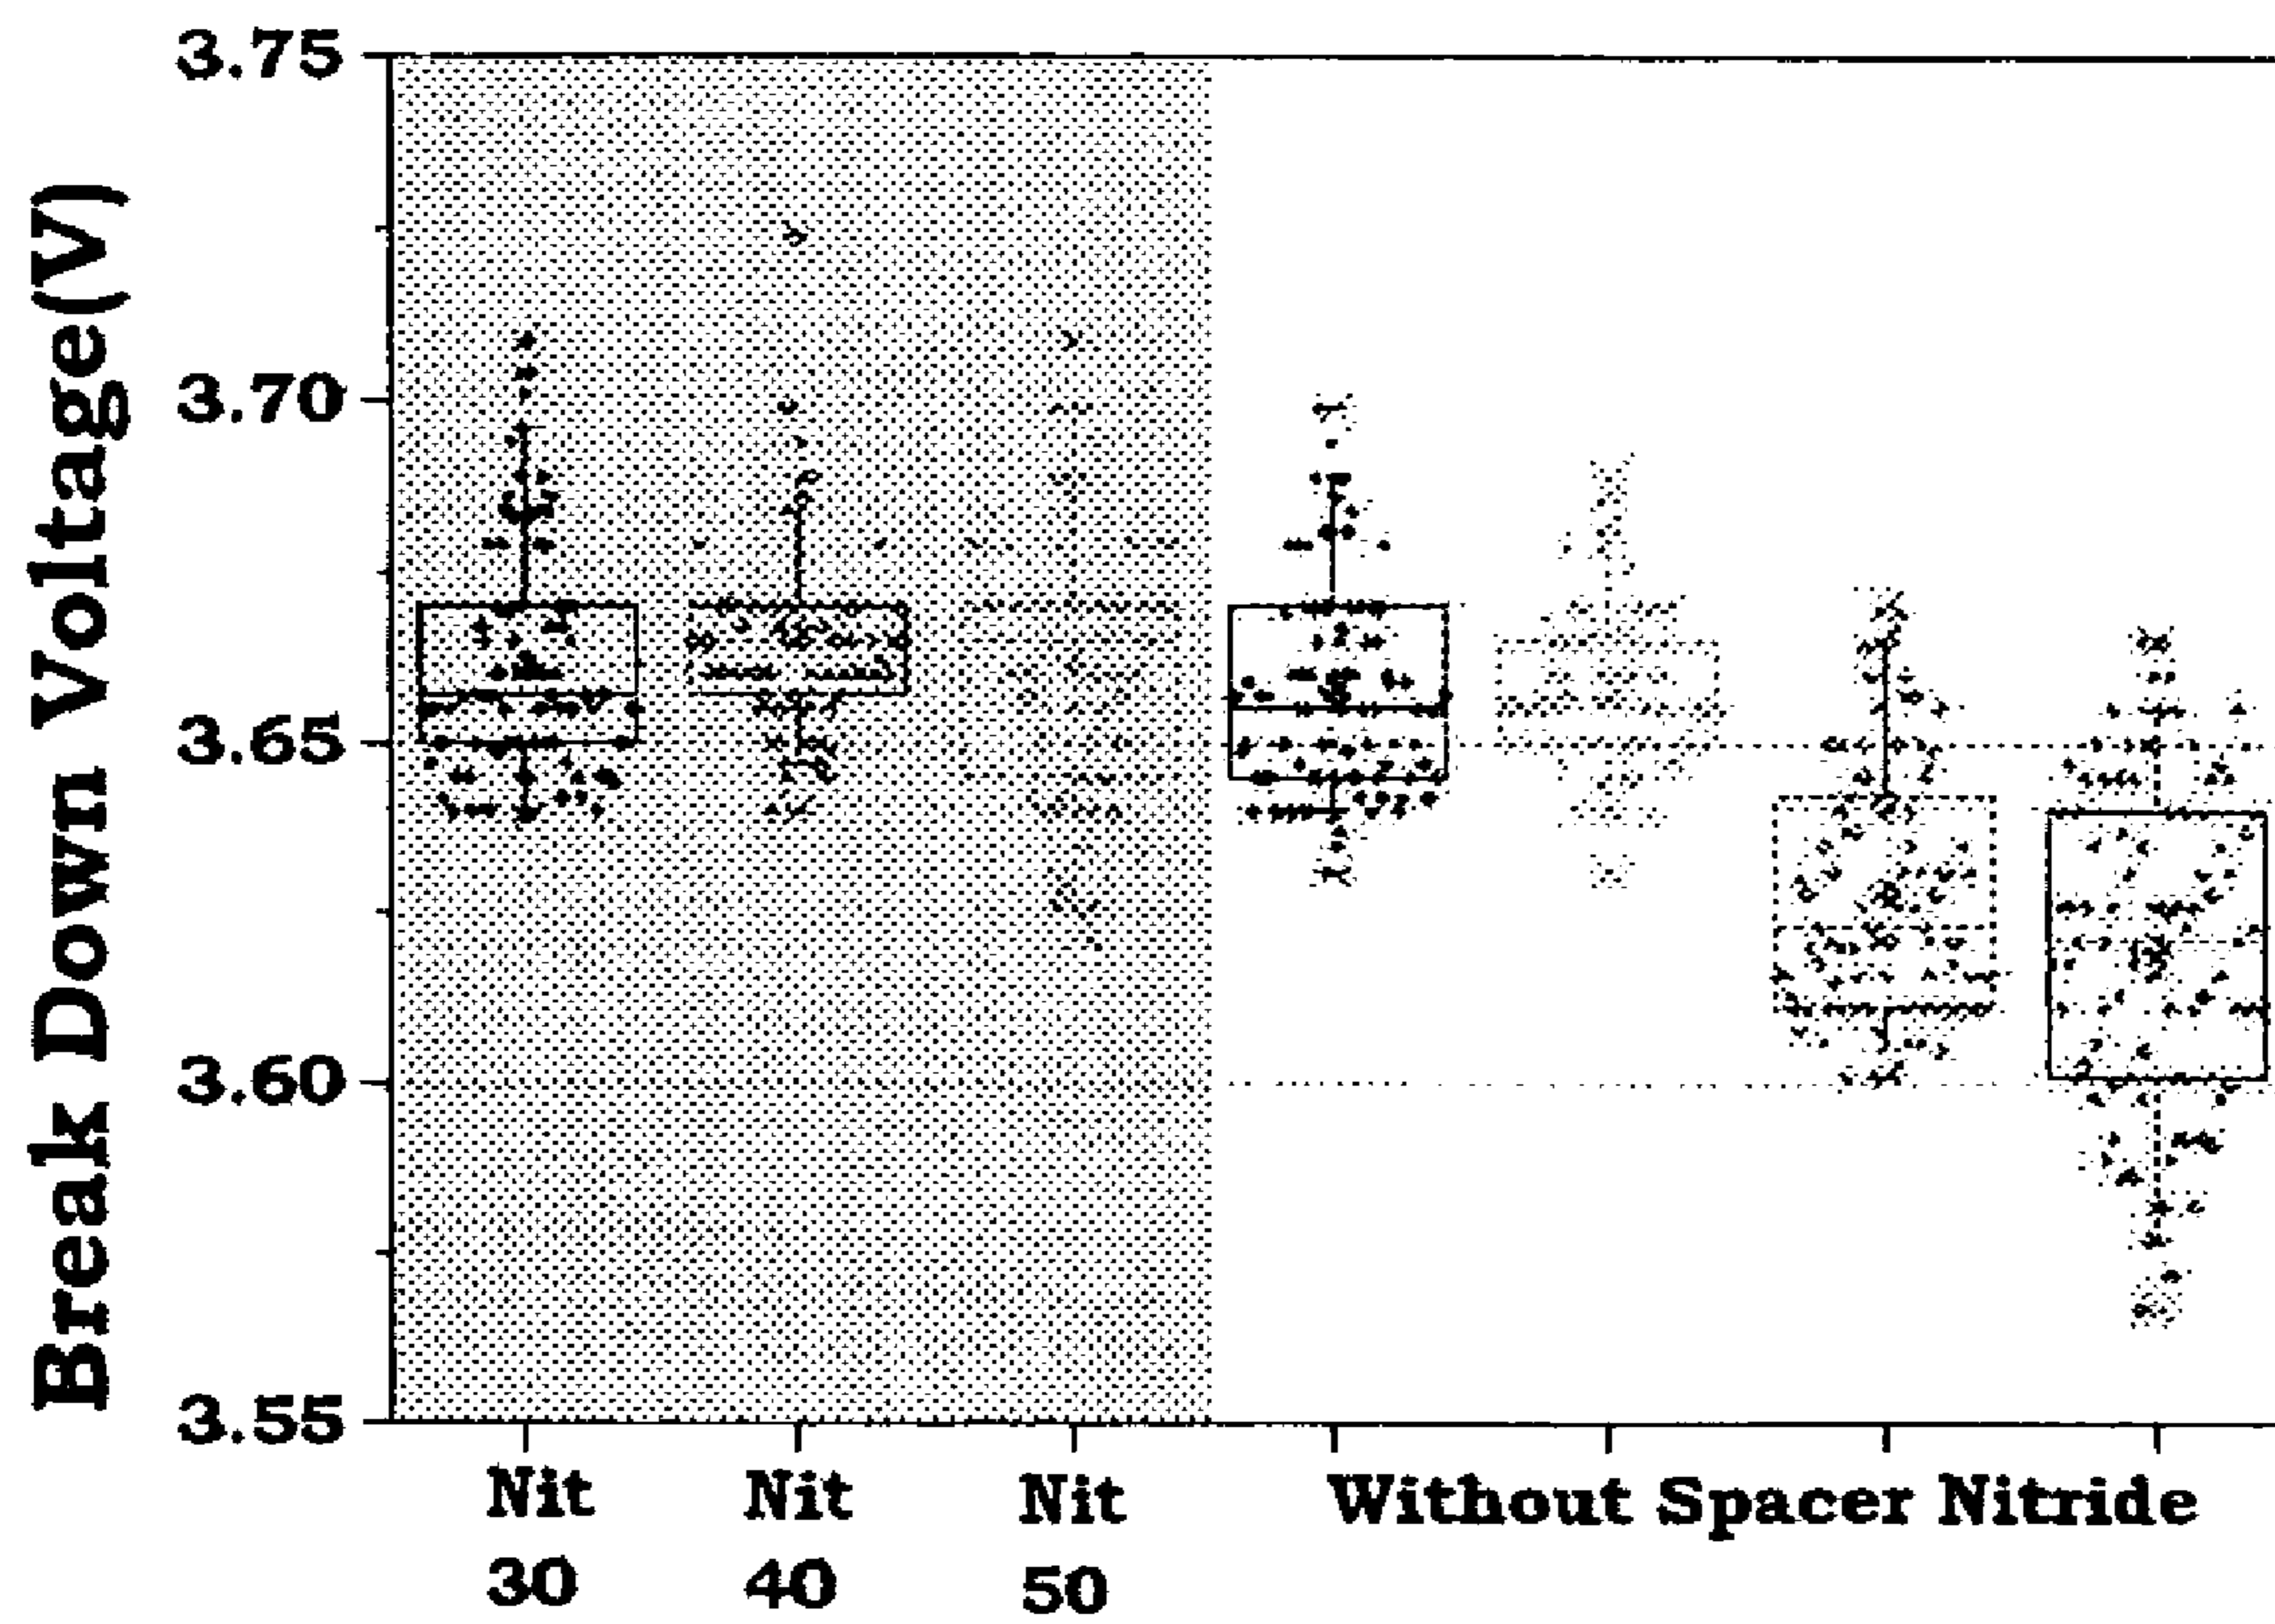 Break Down Voltage(V)
3.75
3.70
3.65
3.60
3.55
Nit
30
Nit
40
Nit
50
Without Spacer Nitride